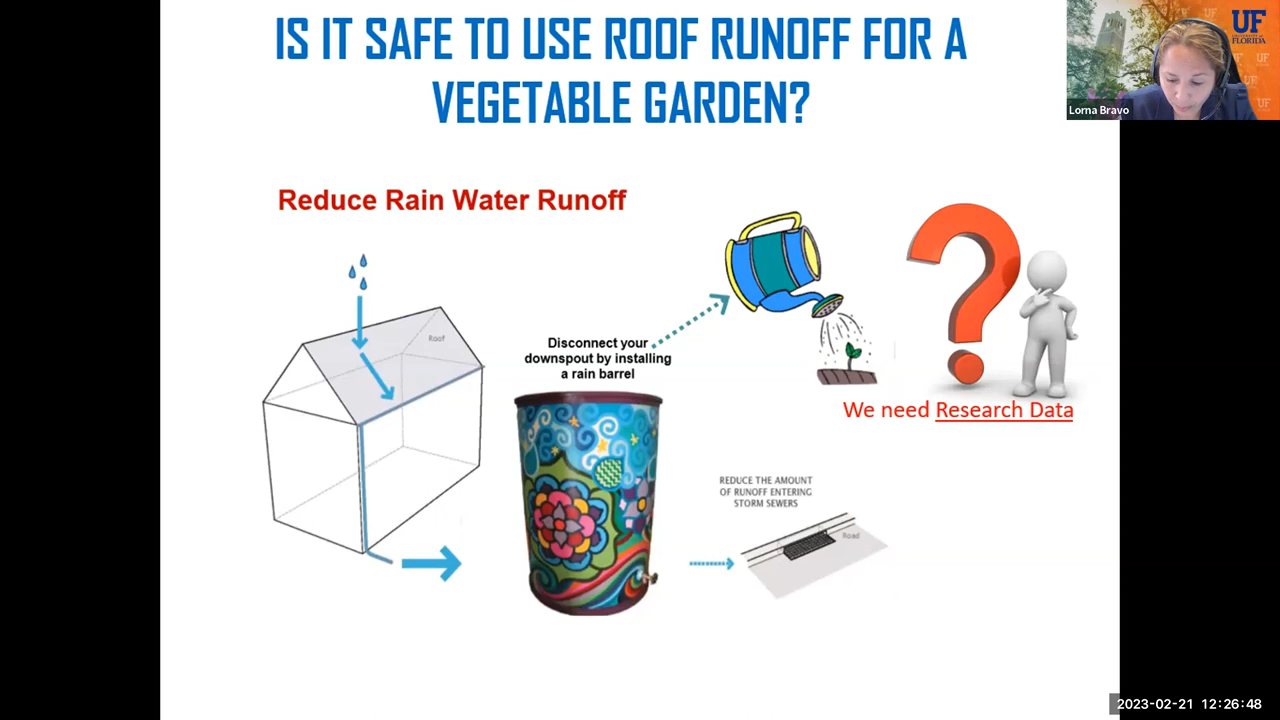 IS IT SAFE TO USE ROOF RUNOFF FOR A
VEGETABLE GARDEN?
UF
UNIVERSITY of
FLORIDA
UF
Lorna Bravo
Reduce Rain Water Runoff
Roof
Disconnect your
downspout by installing
a rain barrel
We need Research Data
REDUCE THE AMOUNT
OF RUNOFF ENTERING
STORM SEWERS
Road
2023-02-21 12:26:48